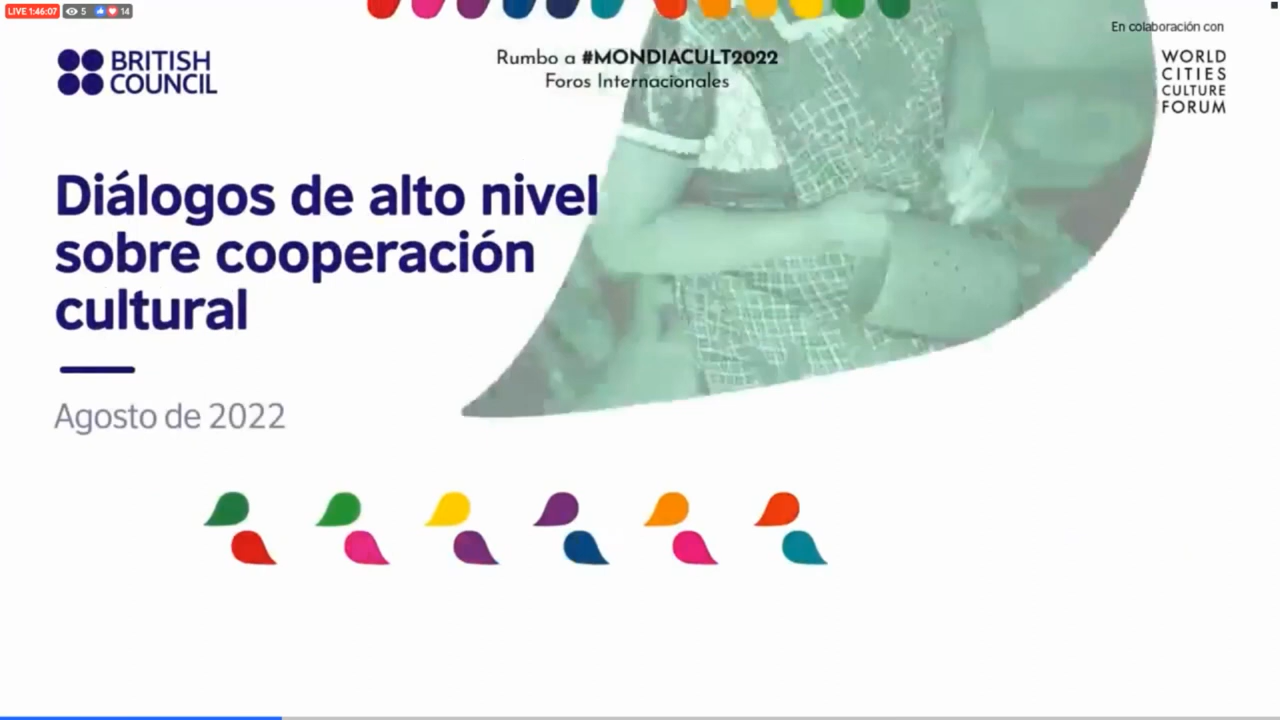 LIVE 1:46:07 5 14
En colaboración con
BRITISH
COUNCIL
Rumbo a #MONDIACULT2022
Foros Internacionales
WORLD
CITIES
CULTURE
FORUM
Diálogos de alto nivel
sobre cooperación
cultural
Agosto de 2022